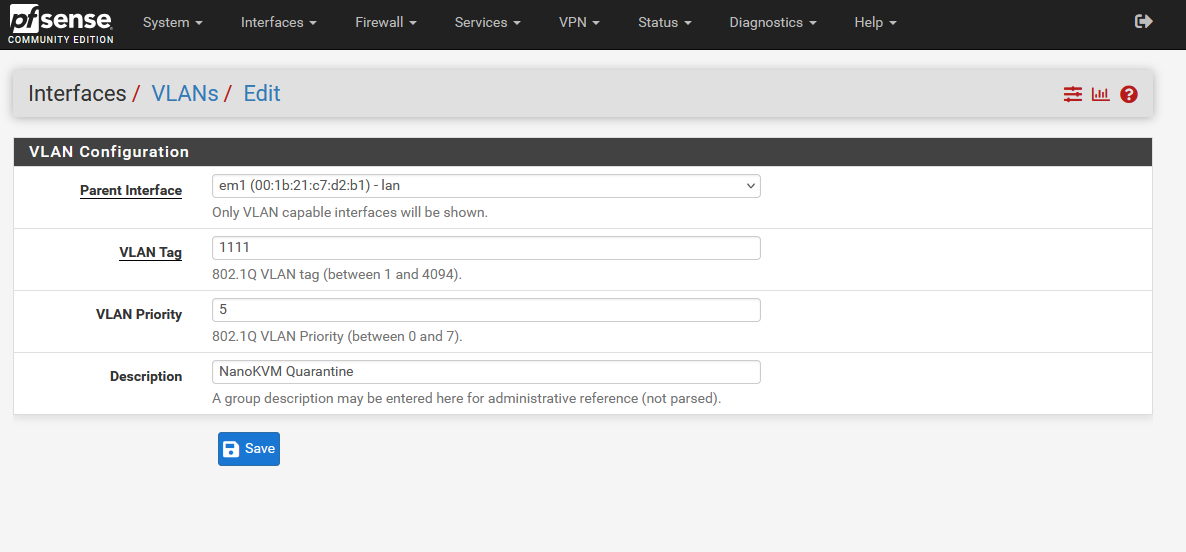 pfsense
COMMUNITY EDITION
System Interfaces Firewall Services VPN Status Diagnostics Help
Interfaces / VLANs / Edit
VLAN Configuration
Parent Interface em1 (00:1b:21:c7:d2:b1) - lan
Only VLAN capable interfaces will be shown.
VLAN Tag 1111
802.1Q VLAN tag (between 1 and 4094).
VLAN Priority 5
802.1Q VLAN Priority (between 0 and 7).
Description NanoKVM Quarantine
A group description may be entered here for administrative reference (not parsed).
Save